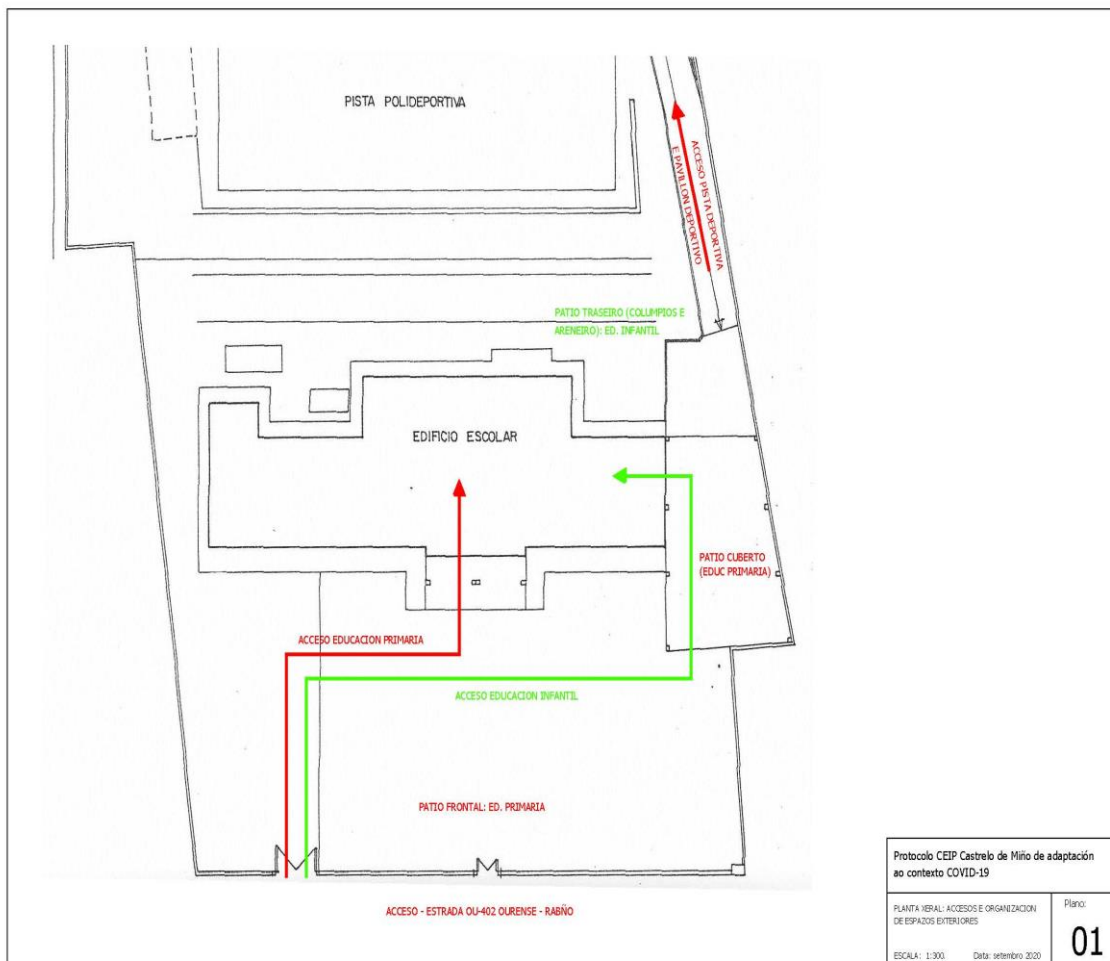 PISTA POLIDEPORTIVA
ACCESO PISTA DEPORTIVA
E PAVILLON DEPORTIVO
PATIO TRASEIRO (COLUMPIOS E
ARENEIRO): ED. INFANTIL
EDIFICIO ESCOLAR
PATIO CUBERTO
(EDUC PRIMARIA)
ACCESO EDUCACION PRIMARIA
ACCESO EDUCACION INFANTIL
PATIO FRONTAL: ED. PRIMARIA
ACCESO - ESTRADA OU-402 OURENSE - RABÑO
Protocolo CEIP Castrelo de Miño de adaptación
ao contexto COVID-19
PLANTA XERAL: ACCESOS E ORGANIZACION
DE ESPAZOS EXTERIORES
ESCALA: 1:300.
Data: setembro 2020
Plano:
01